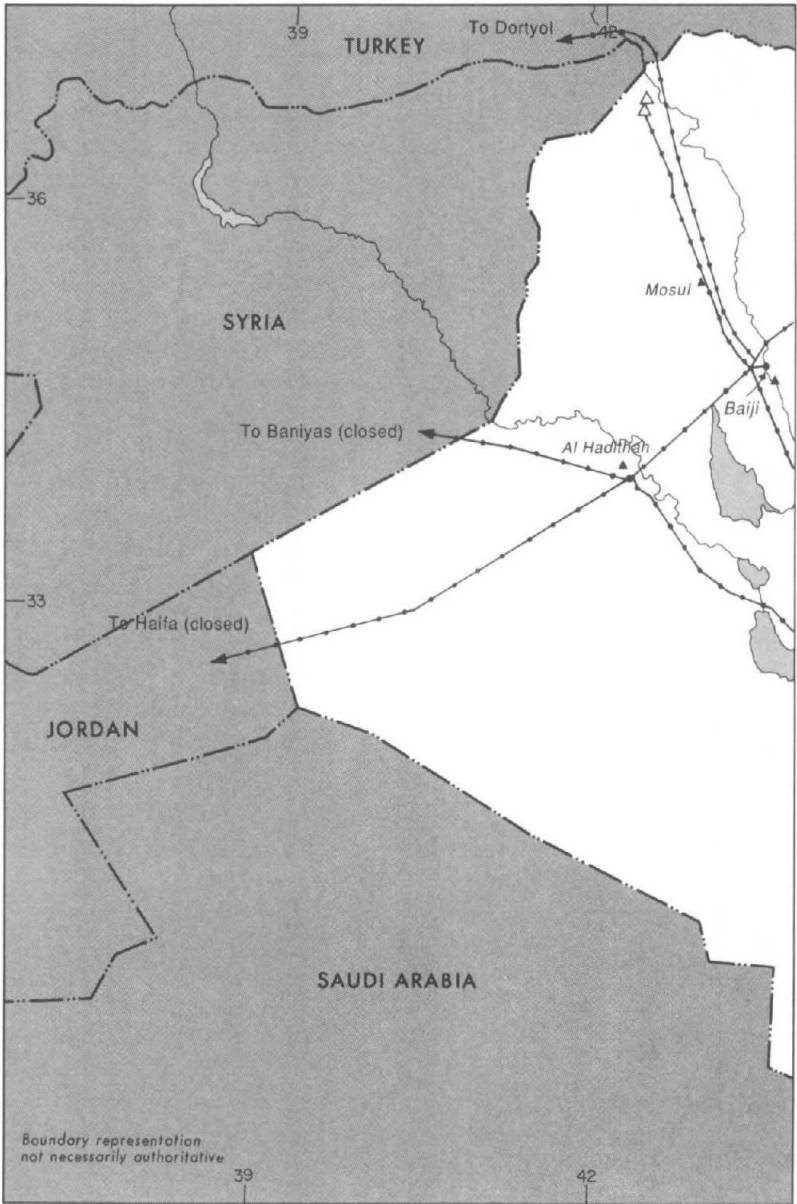 39
42
TURKEY
To Dortyol
36
Mosul
SYRIA
Baiji
To Baniyas (closed)
Al Hadithah
33
To Haifa (closed)
JORDAN
SAUDI ARABIA
Boundary representation
not necessarily authoritative
39
42